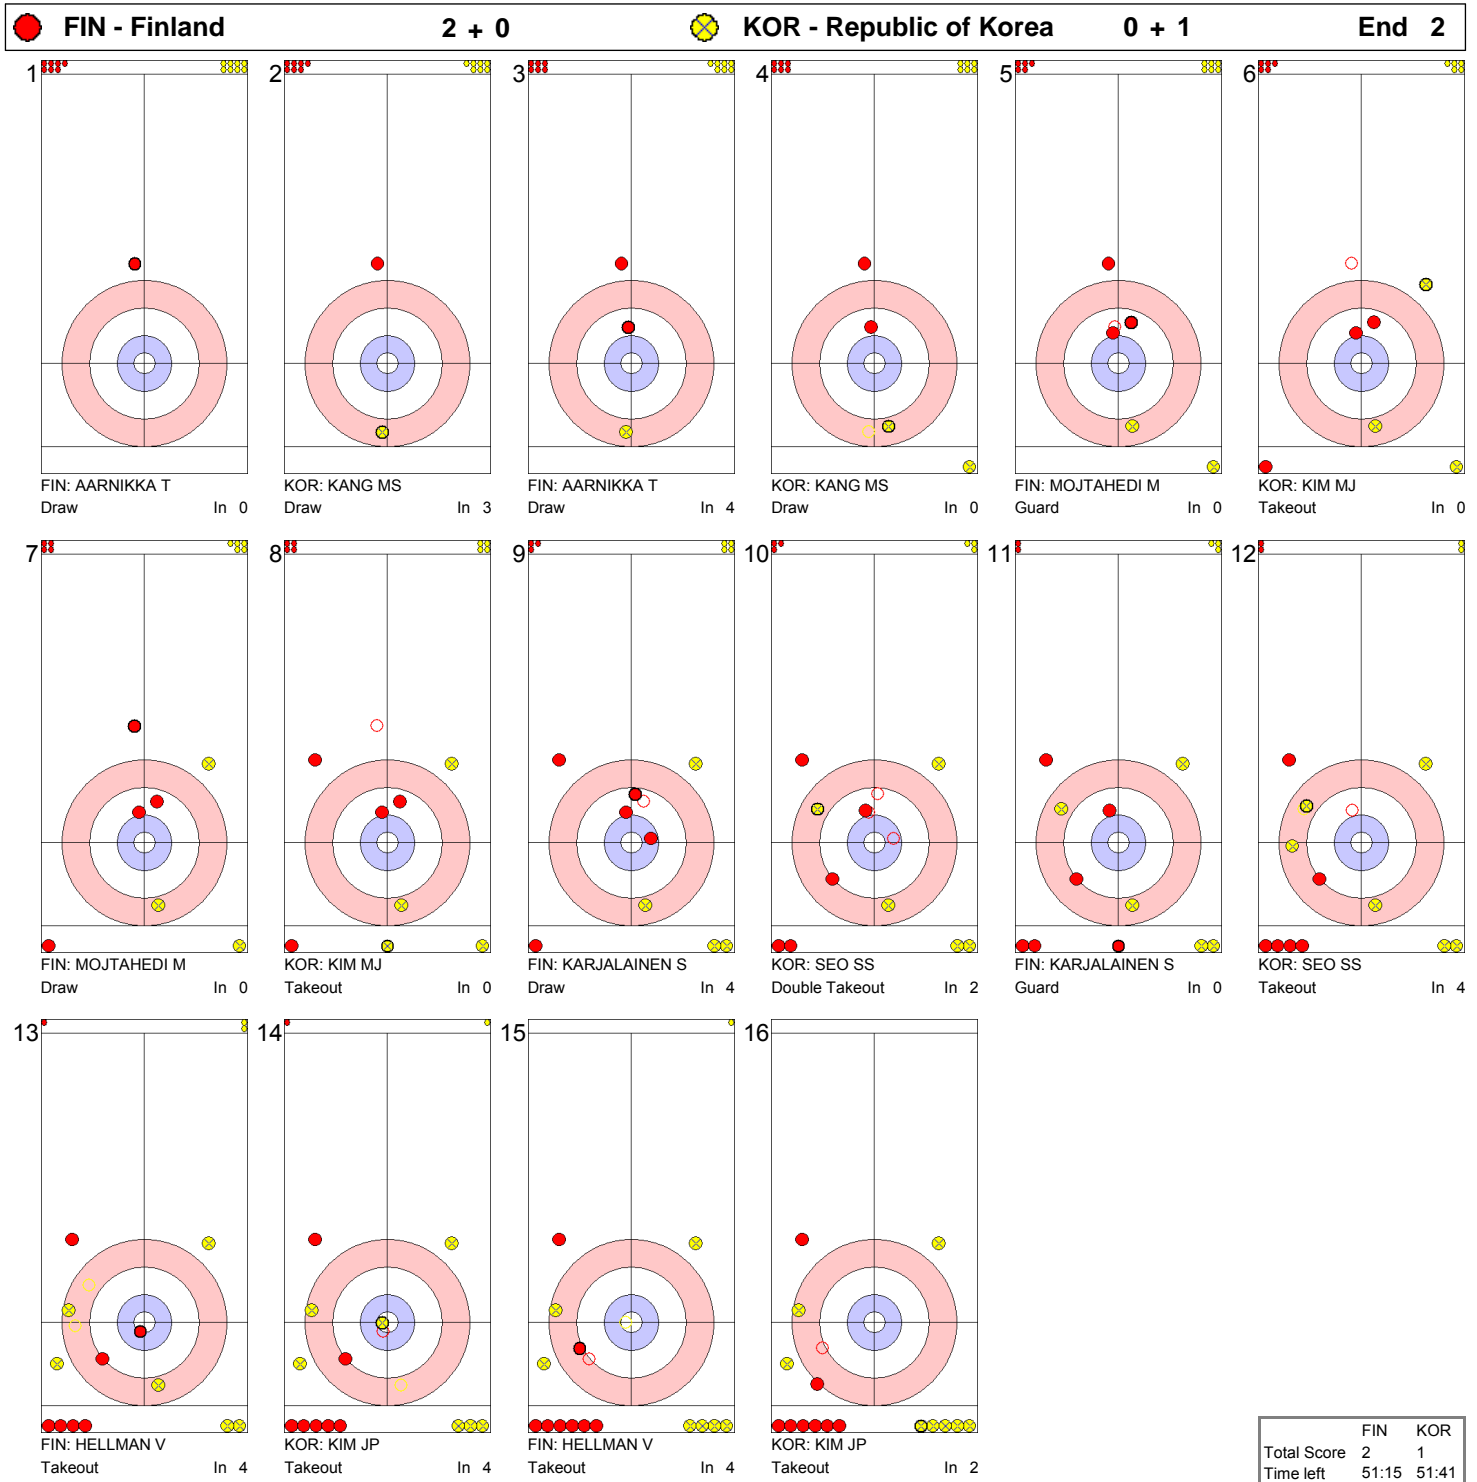 FIN - Finland 2 + 0 KOR - Republic of Korea 0 + 1 End 2
1 2 3 4 5 6
FIN: AARNIKKA T KOR: KANG MS FIN: AARNIKKA T KOR: KANG MS FIN: MOJTAHEDI M KOR: KIM MJ
Draw In 0 Draw In 3 Draw In 4 Draw In 0 Guard In 0 Takeout In 0
7 8 9 10 11 12
FIN: MOJTAHEDI M KOR: KIM MJ FIN: KARJALAINEN S KOR: SEO SS FIN: KARJALAINEN S KOR: SEO SS
Draw In 0 Takeout In 0 Draw In 4 Double Takeout In 2 Guard In 0 Takeout In 4
13 14 15 16
FIN: HELLMAN V KOR: KIM JP FIN: HELLMAN V KOR: KIM JP
Takeout In 4 Takeout In 4 Takeout In 4 Takeout In 2
FIN KOR
Total Score 2 1
Time left 51:15 51:41